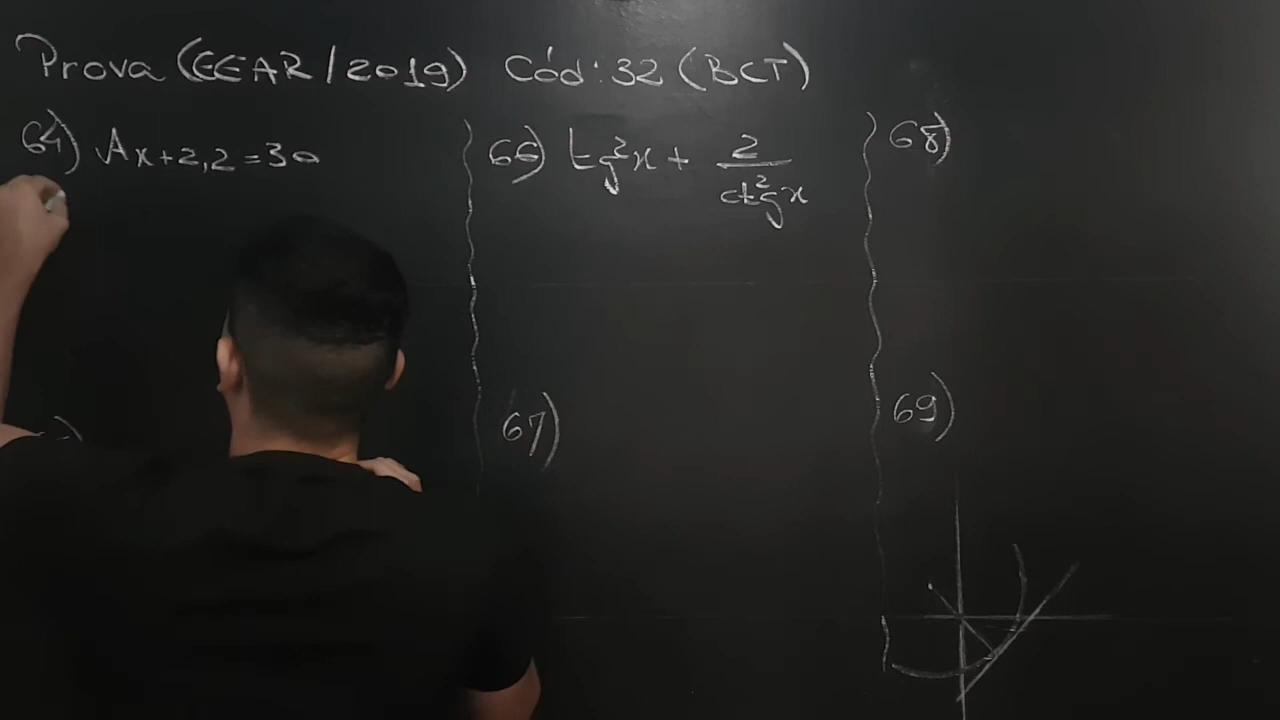 Prova (EEAR/2019) Cód: 32 (BCT)
64) Ax+2,2 = 30
66) tg²x + 2/ctg²x
67)
68)
69)